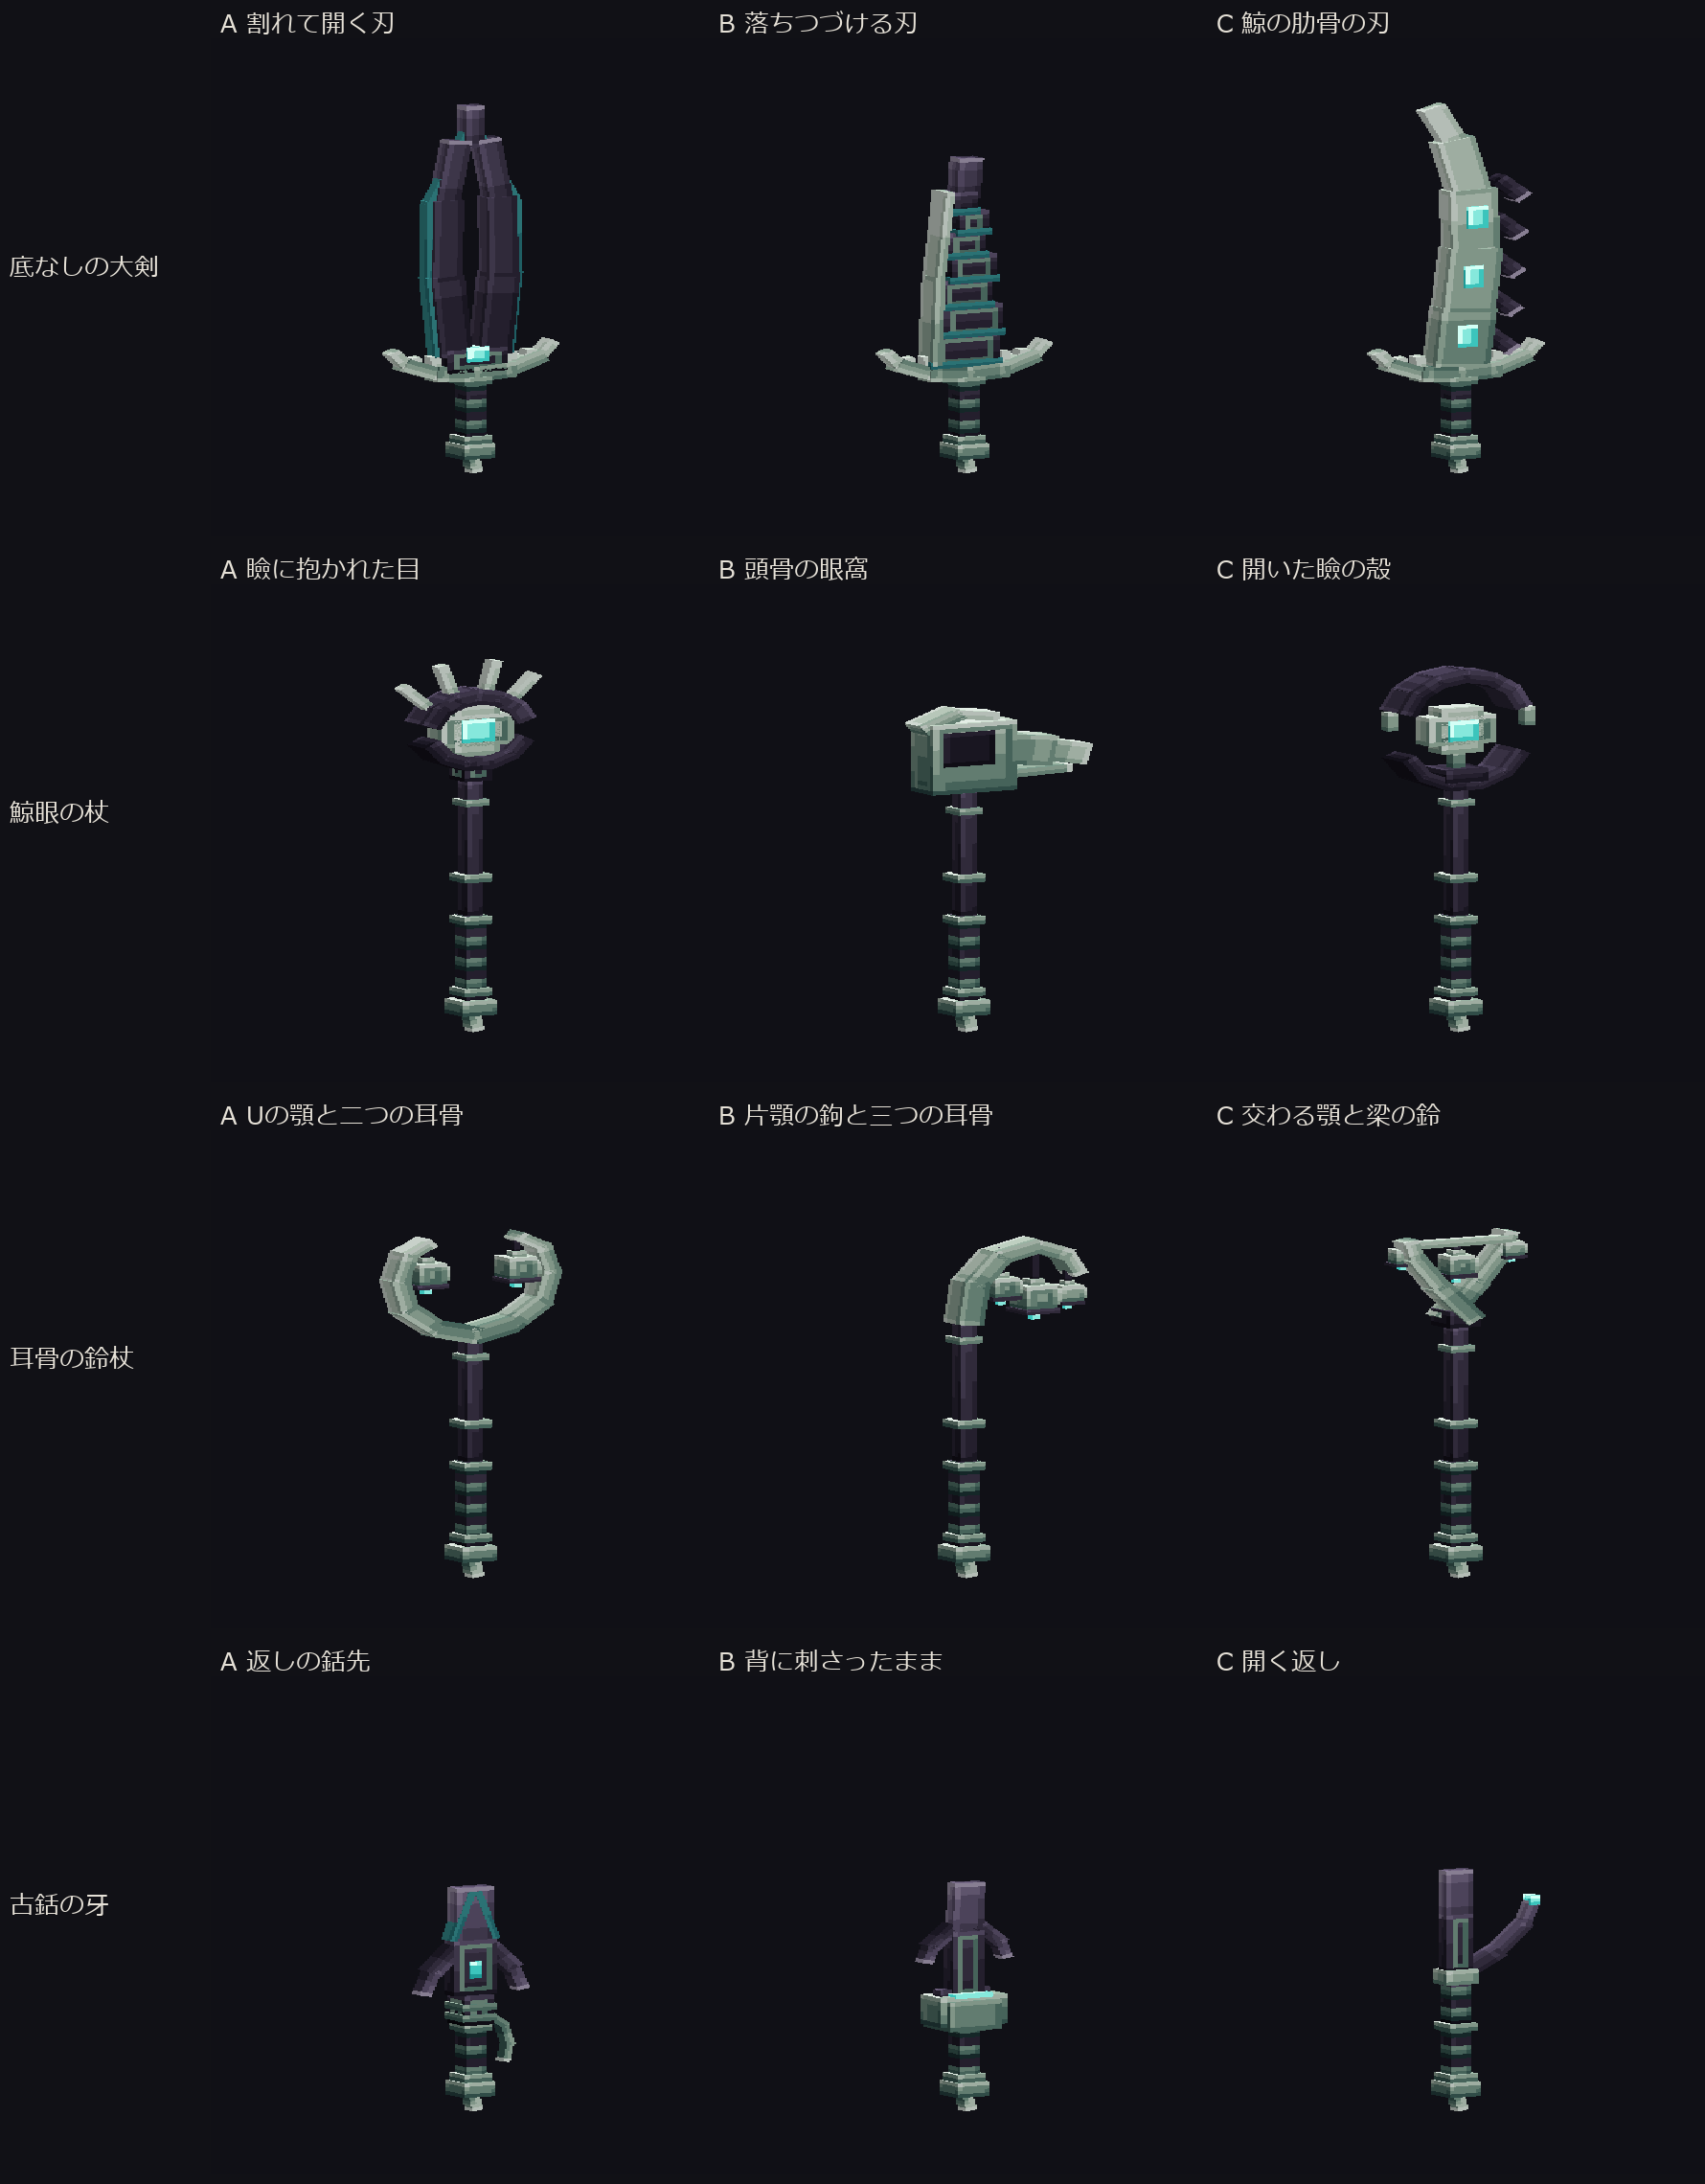 A 割れて開く刃
B 落ちつづける刃
C 鯨の肋骨の刃
底なしの大剣
A 瞼に抱かれた目
B 頭骨の眼窩
C 開いた瞼の殻
鯨眼の杖
A Uの顎と二つの耳骨
B 片顎の鉤と三つの耳骨
C 交わる顎と梁の鈴
耳骨の鈴杖
A 返しの銛先
B 背に刺さったまま
C 開く返し
古銛の牙